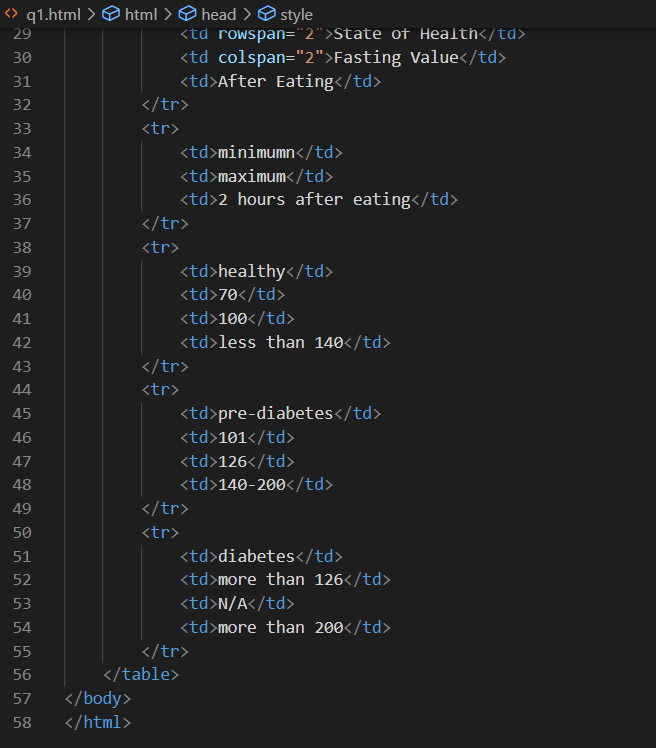 q1.html > html > head > style
29 <td rowspan="2">State of Health</td>
30 <td colspan="2">Fasting Value</td>
31 <td>After Eating</td>
32 </tr>
33 <tr>
34 <td>minimumn</td>
35 <td>maximum</td>
36 <td>2 hours after eating</td>
37 </tr>
38 <tr>
39 <td>healthy</td>
40 <td>70</td>
41 <td>100</td>
42 <td>less than 140</td>
43 </tr>
44 <tr>
45 <td>pre-diabetes</td>
46 <td>101</td>
47 <td>126</td>
48 <td>140-200</td>
49 </tr>
50 <tr>
51 <td>diabetes</td>
52 <td>more than 126</td>
53 <td>N/A</td>
54 <td>more than 200</td>
55 </tr>
56 </table>
57 </body>
58 </html>